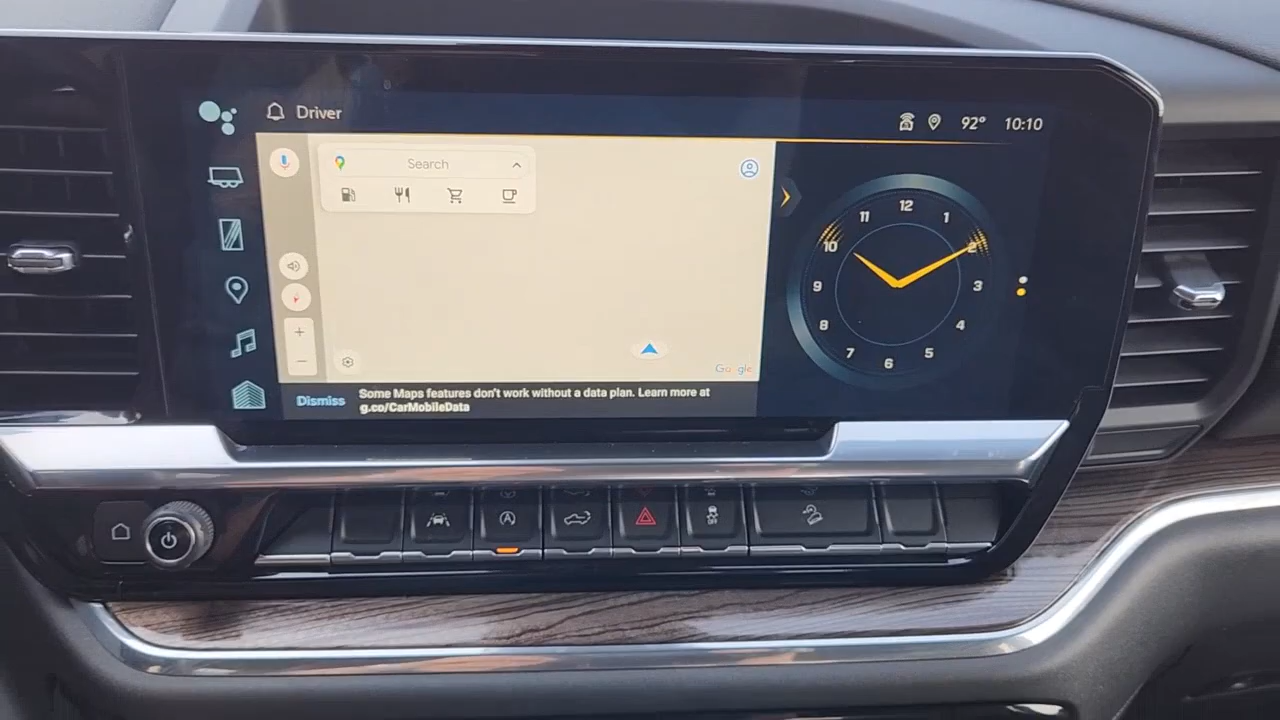 Driver
92° 10:10
Search
12
11 1
10 2
9 3
8 4
7 5
6
Google
Dismiss
Some Maps features don't work without a data plan. Learn more at
g.co/CarMobileData
A
OFF